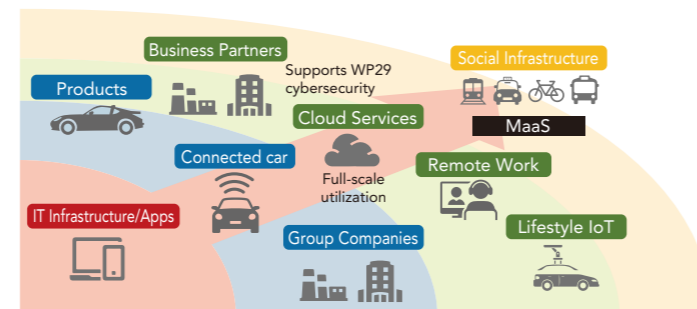 Business Partners
Social Infrastructure
Supports WP29
cybersecurity
Products
Cloud Services
MaaS
Connected car
Remote Work
Full-scale
utilization
IT Infrastructure/Apps
Lifestyle IoT
Group Companies